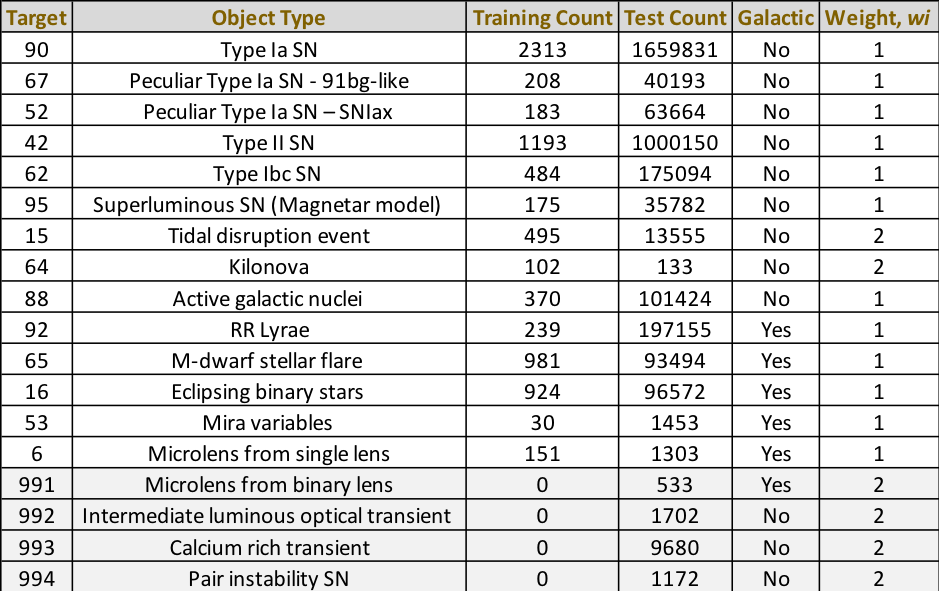 Target Object Type Training Count Test Count Galactic Weight, wi
90 Type Ia SN 2313 1659831 No 1
67 Peculiar Type Ia SN - 91bg-like 208 40193 No 1
52 Peculiar Type Ia SN – SNIax 183 63664 No 1
42 Type II SN 1193 1000150 No 1
62 Type Ibc SN 484 175094 No 1
95 Superluminous SN (Magnetar model) 175 35782 No 1
15 Tidal disruption event 495 13555 No 2
64 Kilonova 102 133 No 2
88 Active galactic nuclei 370 101424 No 1
92 RR Lyrae 239 197155 Yes 1
65 M-dwarf stellar flare 981 93494 Yes 1
16 Eclipsing binary stars 924 96572 Yes 1
53 Mira variables 30 1453 Yes 1
6 Microlens from single lens 151 1303 Yes 1
991 Microlens from binary lens 0 533 Yes 2
992 Intermediate luminous optical transient 0 1702 No 2
993 Calcium rich transient 0 9680 No 2
994 Pair instability SN 0 1172 No 2